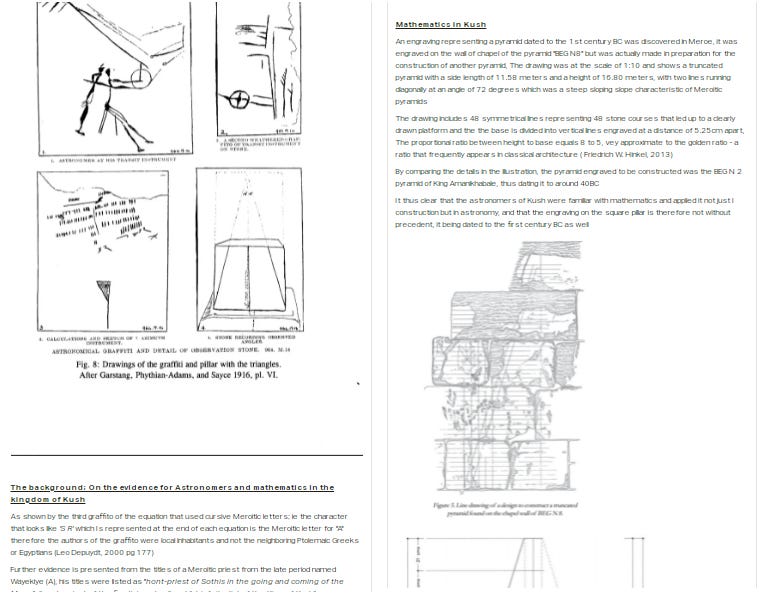 1. ASTRONOMERS AT HIS TRANSIT INSTRUMENT
2. A SECOND WEATHERED GRAF-
FITO OF TRANSIT INSTRUMENT
ON STONE.
3. CALCULATIONS AND SKETCH OF ? AZIMUTH
INSTRUMENT.
4. STONE RECORDING OBSERVED
ANGLES.
ASTRONOMICAL GRAFFITI AND DETAIL OF OBSERVATION STONE. 964.
Fig. 8: Drawings of the graffiti and pillar with the triangles.
After Garstang, Phythian-Adams, and Sayce 1916, pl. VI.
The background: On the evidence for Astronomers and mathematics in the
kingdom of Kush
As shown by the third graffito of the equation that used cursive Meroitic letters; ie the character
that looks like 'S R' which is represented at the end of each equation is the Meroitic letter for "A"
therefore the authors of the graffito were local inhabitants and not the neighboring Ptolemaic Greeks
or Egyptians (Leo Depuydt, 2000 pg 177)
Further evidence is presented from the titles of a Meroitic priest from the late period named
Wayekiye (A), his titles were listed as "hont-priest of Sothis in the going and coming of the
Mathematics in Kush
An engraving representing a pyramid dated to the 1st century BC was discovered in Meroe, it was
engraved on the wall of chapel of the pyramid "BEG N8" but was actually made in preparation for the
construction of another pyramid, The drawing was at the scale of 1:10 and shows a truncated
pyramid with a side length of 11.58 meters and a height of 16.80 meters, with two lines running
diagonally at an angle of 72 degrees which was a steep sloping slope characteristic of Meroitic
pyramids
The drawing includes 48 symmetrical lines representing 48 stone courses that led up to a clearly
drawn platform and the the base is divided into vertical lines engraved at a distance of 5.25cm apart,
The proportional ratio between height to base equals 8 to 5, vey approximate to the golden ratio - a
ratio that frequently appears in classical architecture ( Friedrich W. Hinkel, 2013)
By comparing the details in the illustration, the pyramid engraved to be constructed was the BEG N 2
pyramid of King Amanikhabale, thus dating it to around 40BC
It thus clear that the astronomers of Kush were familiar with mathematics and applied it not just i
construction but in astronomy, and that the engraving on the square pillar is therefore not without
precedent, it being dated to the first century BC as well
Figure 5. Line drawing of a design to construct a truncated
pyramid found on the chapel wall of BEG N 8.